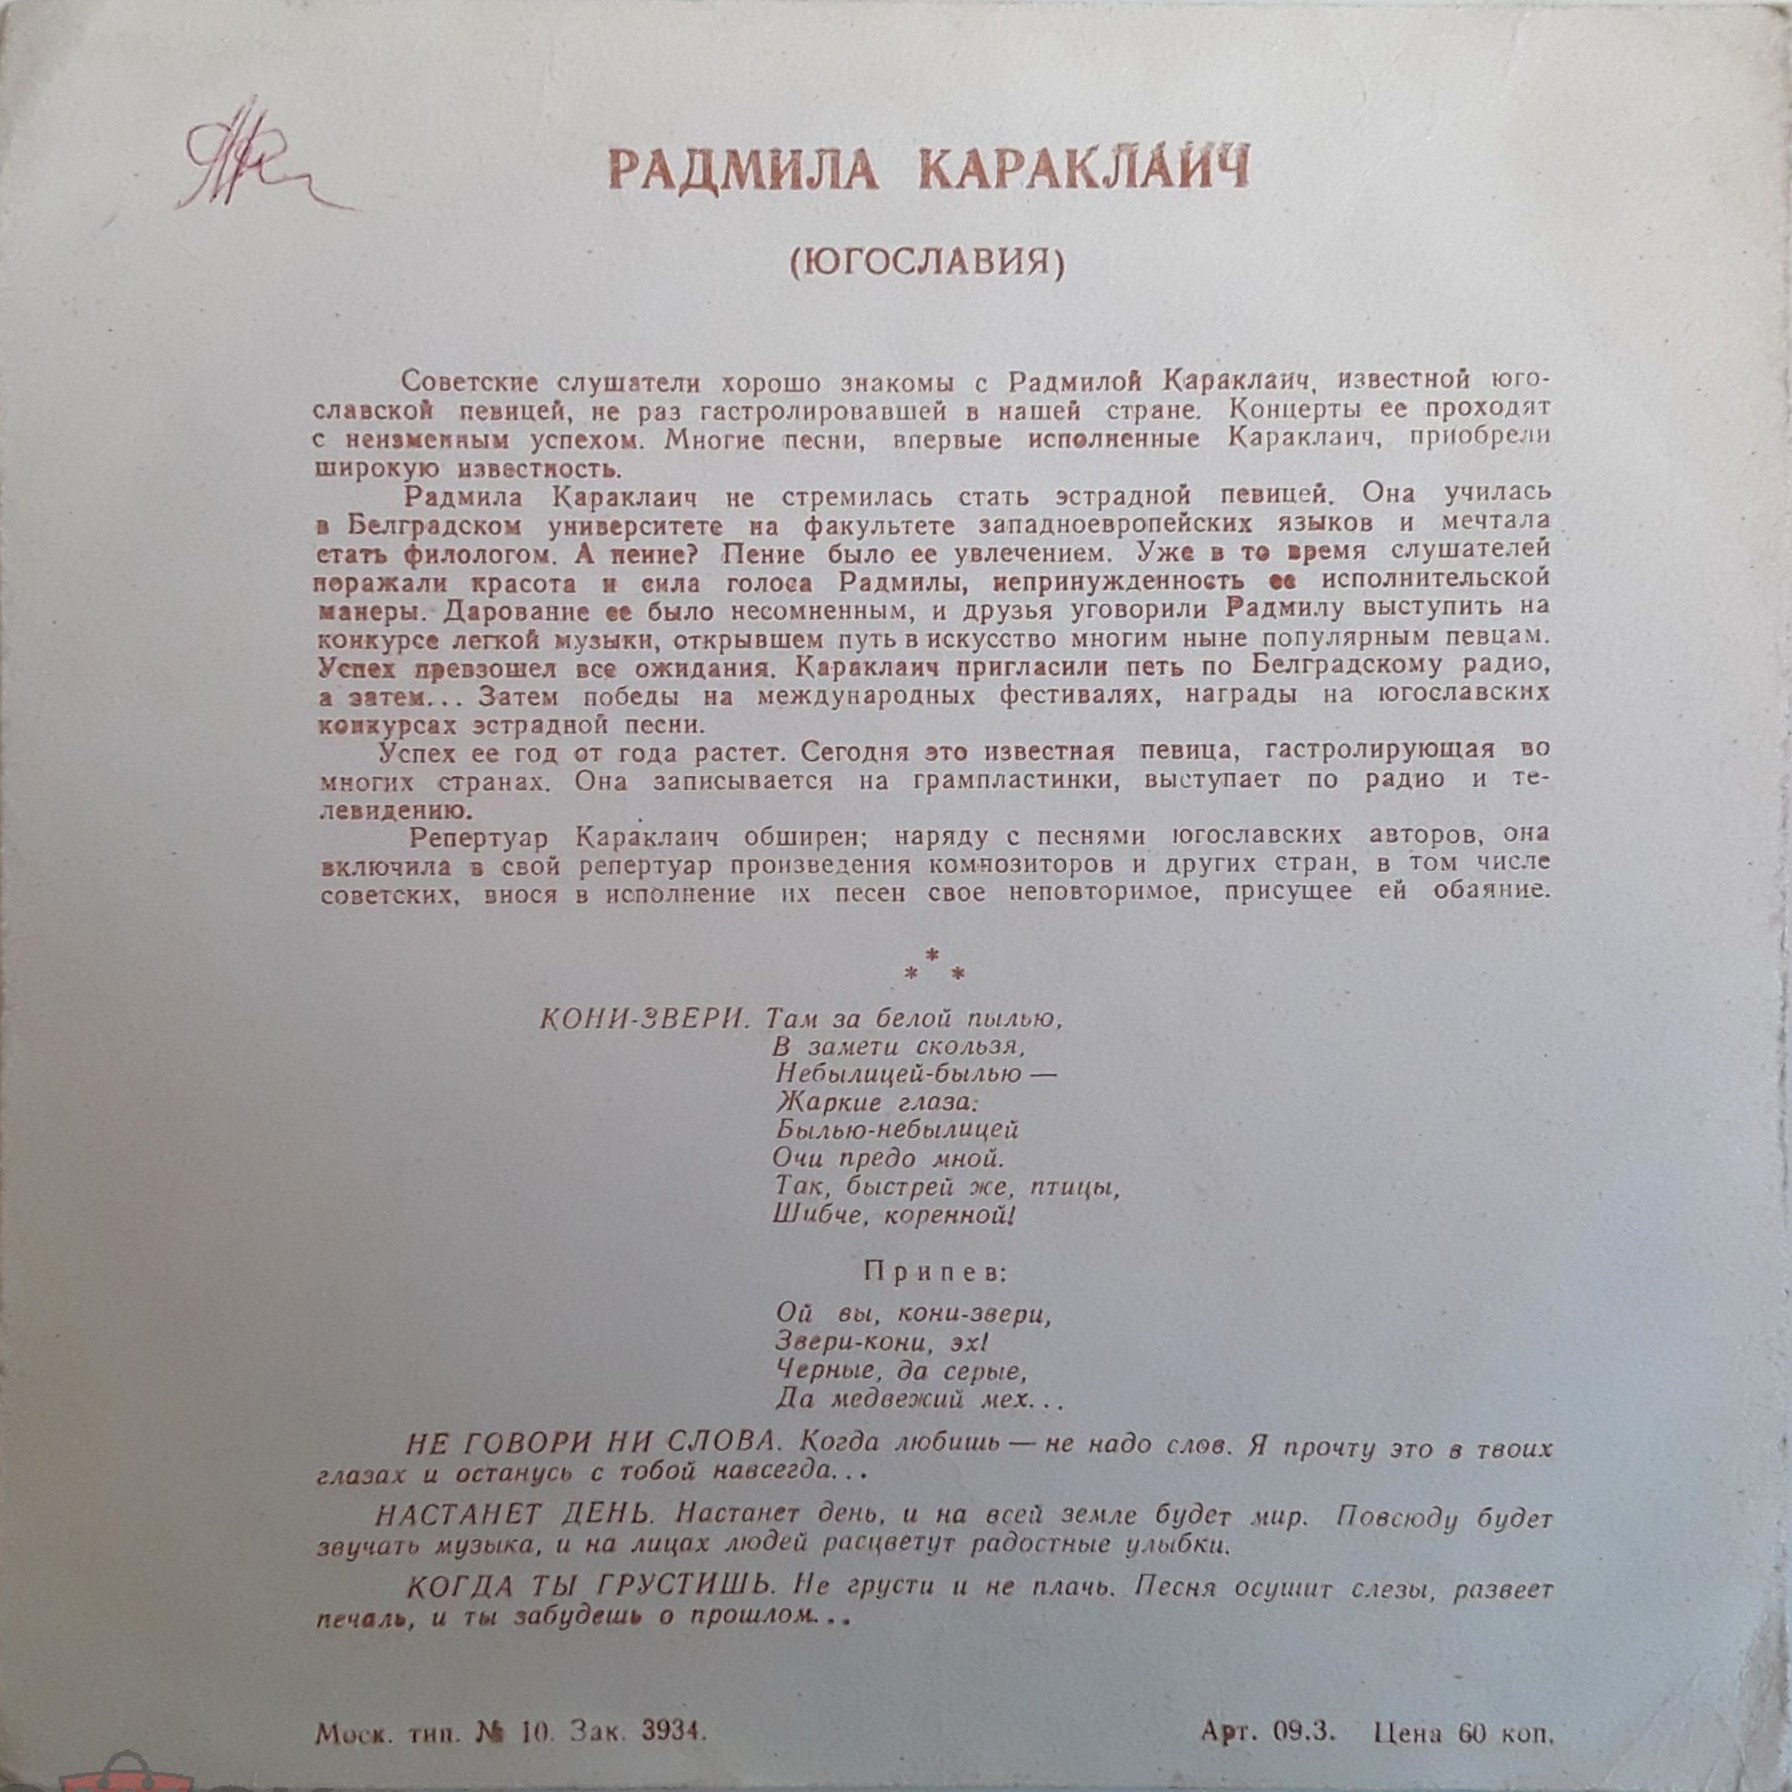 РАДМИЛА КАРАКЛАИЧ
(ЮГОСЛАВИЯ)
Советские слушатели хорошо знакомы с Радмилой Караклаич, известной юго-
славской певицей, не раз гастролировавшей в нашей стране. Концерты ее проходят
с неизменным успехом. Многие песни, впервые исполненные Караклаич, приобрели
широкую известность.
Радмила Караклаич не стремилась стать эстрадной певицей. Она училась
в Белградском университете на факультете западноевропейских языков и мечтала
стать филологом. А пение? Пение было ее увлечением. Уже в то время слушателей
поражали красота и сила голоса Радмилы, непринужденность ее исполнительской
манеры. Дарование ее было несомненным, и друзья уговорили Радмилу выступить на
конкурсе легкой музыки, открывшем путь в искусство многим ныне популярным певцам.
Успех превзошел все ожидания. Караклаич пригласили петь по Белградскому радио,
а затем... Затем победы на международных фестивалях, награды на югославских
конкурсах эстрадной песни.
Успех ее год от года растет. Сегодня это известная певица, гастролирующая во
многих странах. Она записывается на грампластинки, выступает по радио и те-
левидению.
Репертуар Караклаич обширен; наряду с песнями югославских авторов, она
включила в свой репертуар произведения композиторов и других стран, в том числе
советских, внося в исполнение их песен свое неповторимое, присущее ей обаяние.
* * *
КОНИ-ЗВЕРИ. Там за белой пылью,
В замети скользя,
Небылицей-былью —
Жаркие глаза:
Былью-небылицей
Очи предо мной.
Так, быстрей же, птицы,
Шибче, коренной!
Припев:
Ой вы, кони-звери,
Звери-кони, эх!
Черные, да серые,
Да медвежий мех...
НЕ ГОВОРИ НИ СЛОВА. Когда любишь — не надо слов. Я прочту это в твоих
глазах и останусь с тобой навсегда...
НАСТАНЕТ ДЕНЬ. Настанет день, и на всей земле будет мир. Повсюду будет
звучать музыка, и на лицах людей расцветут радостные улыбки.
КОГДА ТЫ ГРУСТИШЬ. Не грусти и не плачь. Песня осушит слезы, развеет
печаль, и ты забудешь о прошлом...
Моск. тип. № 10. Зак. 3934.
Арт. 09.3. Цена 60 коп.